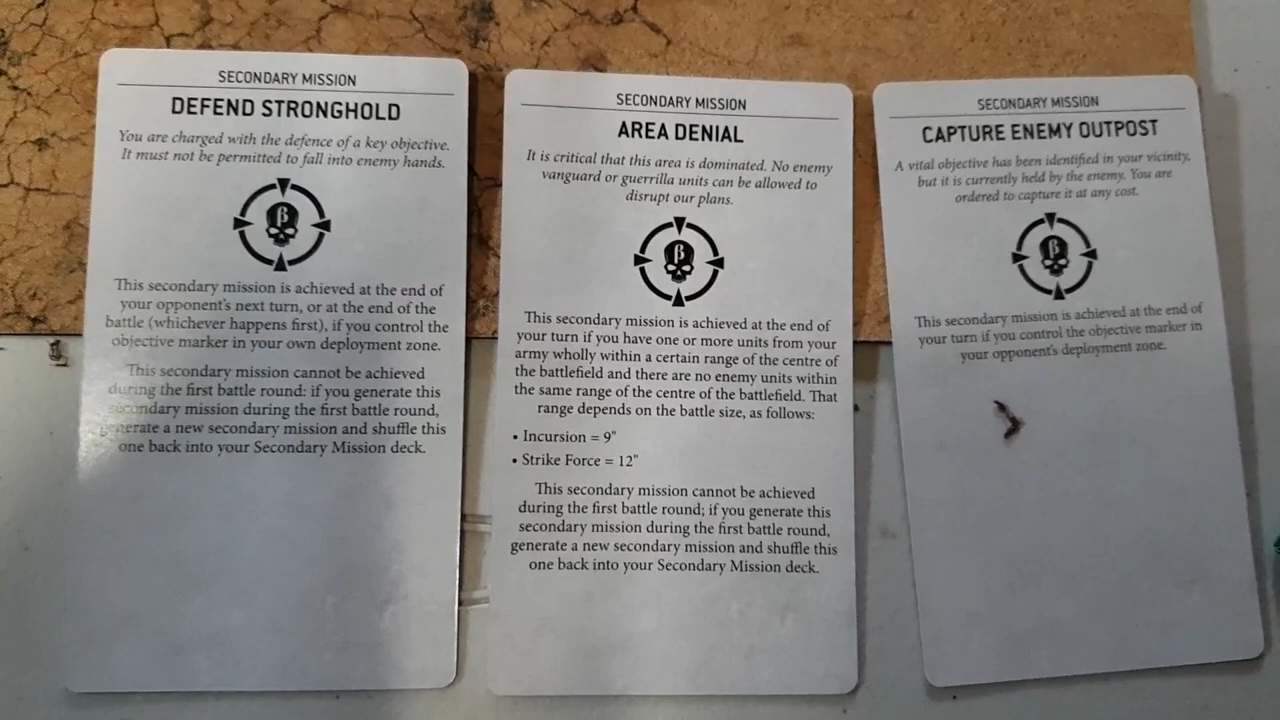 SECONDARY MISSION
DEFEND STRONGHOLD
You are charged with the defence of a key objective.
It must not be permitted to fall into enemy hands.
β
This secondary mission is achieved at the end of
your opponent's next turn, or at the end of the
battle (whichever happens first), if you control the
objective marker in your own deployment zone.
This secondary mission cannot be achieved
during the first battle round: if you generate this
secondary mission during the first battle round,
generate a new secondary mission and shuffle this
one back into your Secondary Mission deck.
SECONDARY MISSION
AREA DENIAL
It is critical that this area is dominated. No enemy
vanguard or guerrilla units can be allowed to
disrupt our plans.
β
This secondary mission is achieved at the end of
your turn if you have one or more units from your
army wholly within a certain range of the centre of
the battlefield and there are no enemy units within
the same range of the centre of the battlefield. That
range depends on the battle size, as follows:
• Incursion = 9"
• Strike Force = 12"
This secondary mission cannot be achieved
during the first battle round; if you generate this
secondary mission during the first battle round,
generate a new secondary mission and shuffle this
one back into your Secondary Mission deck.
SECONDARY MISSION
CAPTURE ENEMY OUTPOST
A vital objective has been identified in your vicinity,
but it is currently held by the enemy. You are
ordered to capture it at any cost.
β
This secondary mission is achieved at the end of
your turn if you control the objective marker in
your opponent's deployment zone.